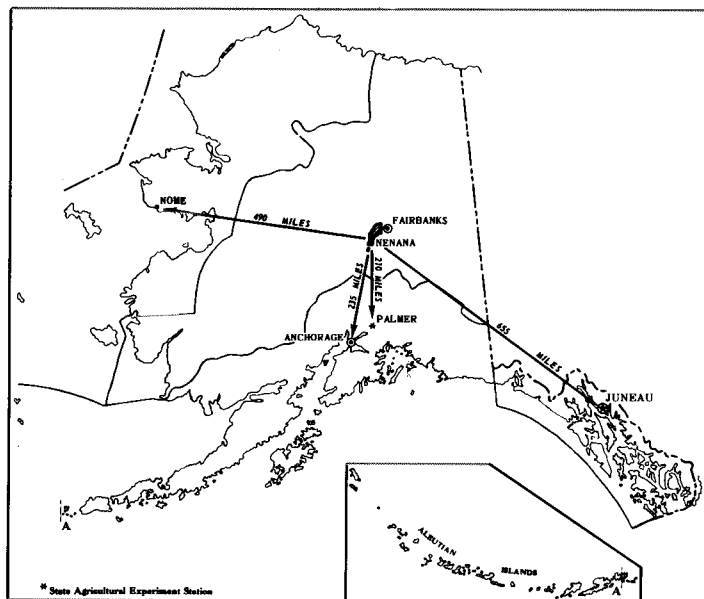 NOME
490 MILES
FAIRBANKS
NENANA
235 MILES
210 MILES
PALMER
*
ANCHORAGE
655 MILES
JUNEAU
A
ALEUTIAN
ISLANDS
A
* State Agricultural Experiment Station